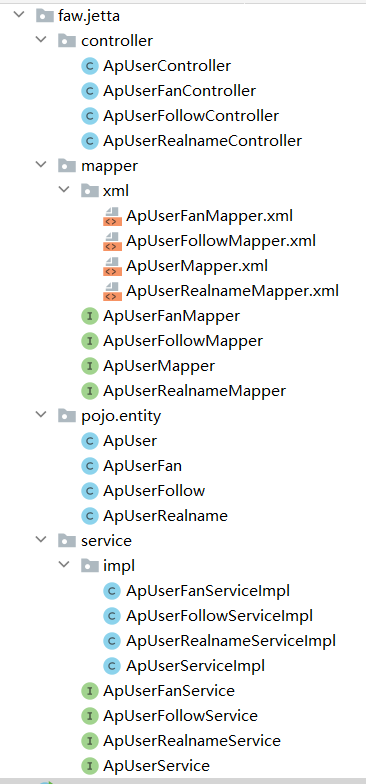 faw.jetta
controller
ApUserController
ApUserFanController
ApUserFollowController
ApUserRealnameController
mapper
xml
ApUserFanMapper.xml
ApUserFollowMapper.xml
ApUserMapper.xml
ApUserRealnameMapper.xml
ApUserFanMapper
ApUserFollowMapper
ApUserMapper
ApUserRealnameMapper
pojo.entity
ApUser
ApUserFan
ApUserFollow
ApUserRealname
service
impl
ApUserFanServiceImpl
ApUserFollowServiceImpl
ApUserRealnameServiceImpl
ApUserServiceImpl
ApUserFanService
ApUserFollowService
ApUserRealnameService
ApUserService